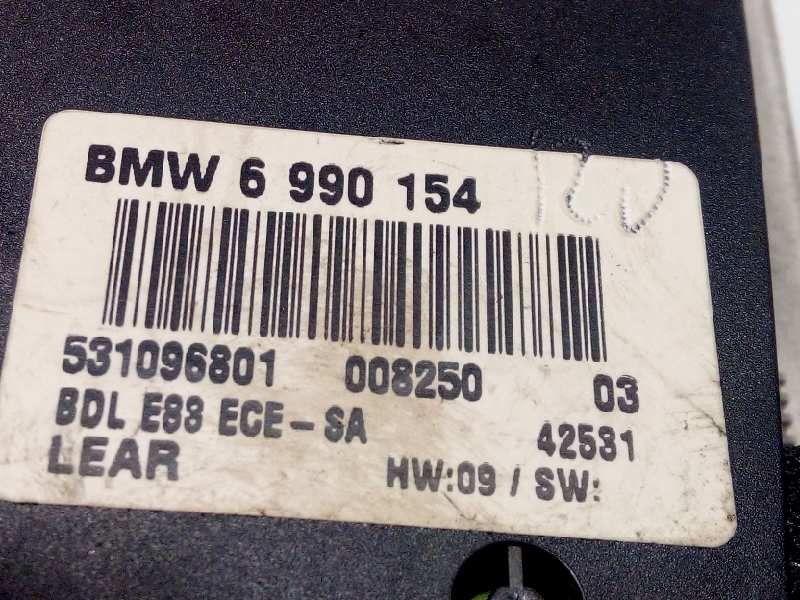 BMW 6 990 154
531096801 008250 03
BDL E83 ECE-SA 42531
LEAR HW:09 / SW: